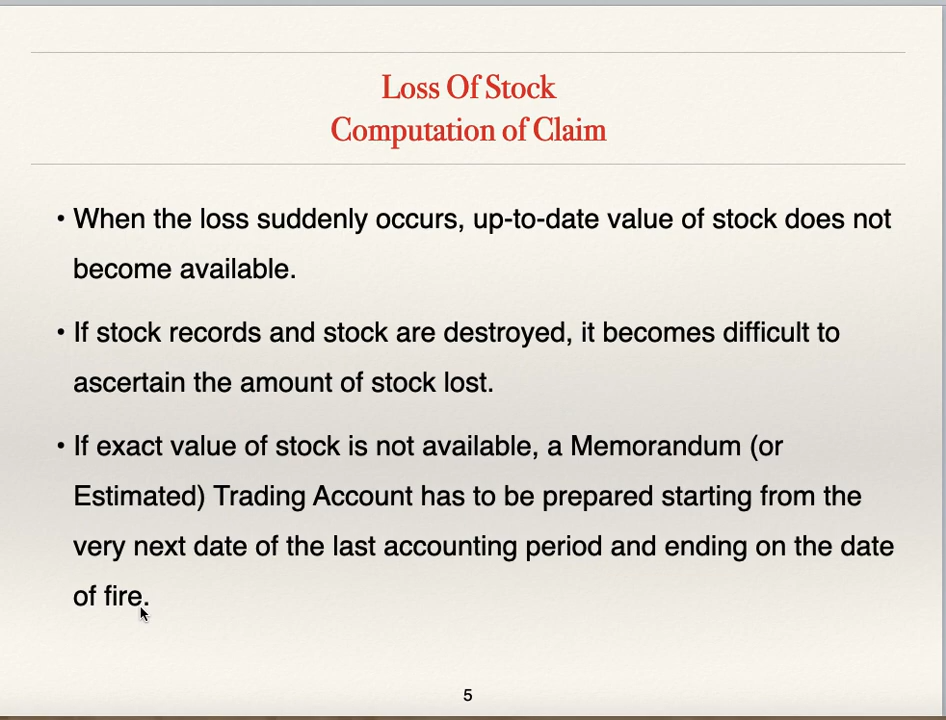 Loss Of Stock
Computation of Claim
• When the loss suddenly occurs, up-to-date value of stock does not
become available.
• If stock records and stock are destroyed, it becomes difficult to
ascertain the amount of stock lost.
• If exact value of stock is not available, a Memorandum (or
Estimated) Trading Account has to be prepared starting from the
very next date of the last accounting period and ending on the date
of fire.
5